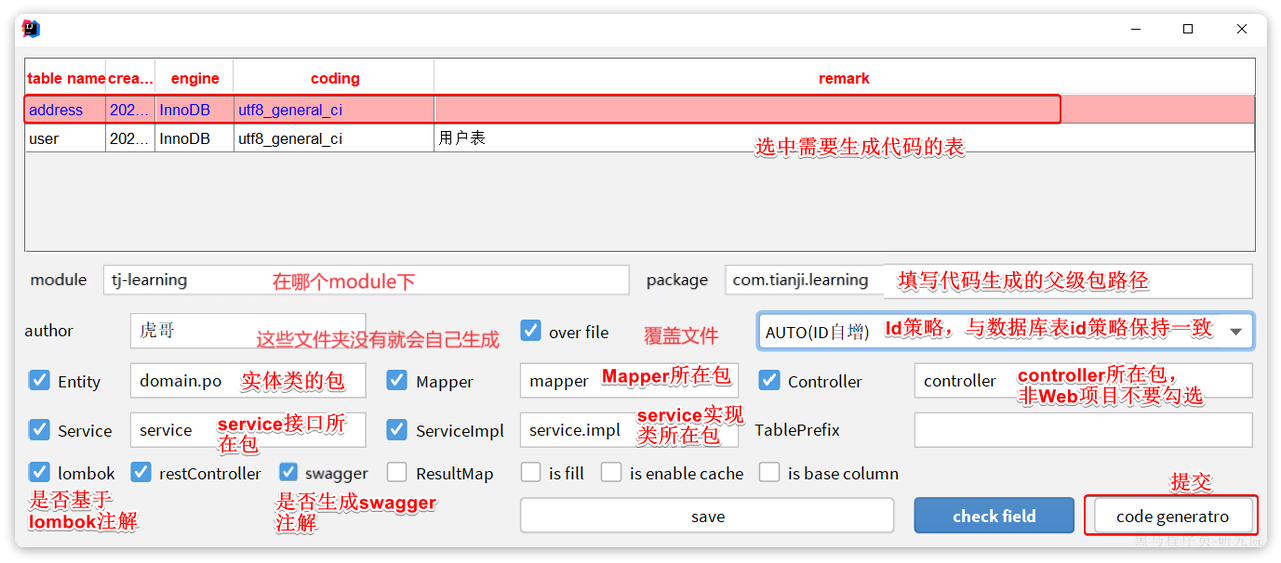 table name crea... engine coding remark
address 202... InnoDB utf8_general_ci
user 202... InnoDB utf8_general_ci 用户表
选中需要生成代码的表
module tj-learning 在哪个module下 package com.tianji.learning 填写代码生成的父级包路径
author 虎哥 这些文件夹没有就会自己生成 over file 覆盖文件 AUTO(ID自增) Id策略，与数据库表id策略保持一致
Entity domain.po 实体类的包 Mapper mapper Mapper所在包 Controller controller controller所在包，
非Web项目不要勾选
Service service service接口所
在包 ServiceImpl service.impl service实现
类所在包 TablePrefix
lombok restController swagger ResultMap is fill is enable cache is base column
是否基于
lombok注解
是否生成swagger
注解
提交
save check field code generatro